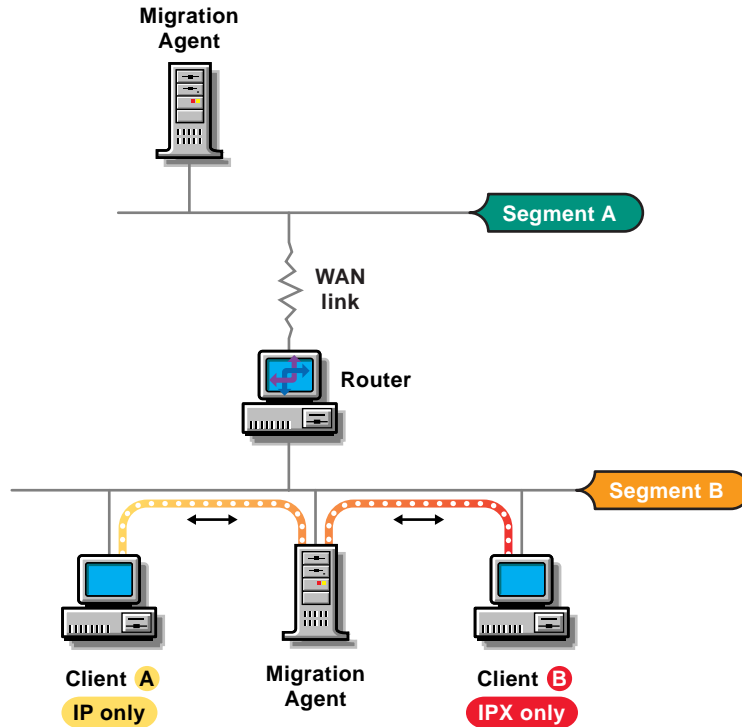 Migration
Agent
Segment A
WAN
link
Router
Segment B
Client A
IP only
Migration
Agent
Client B
IPX only